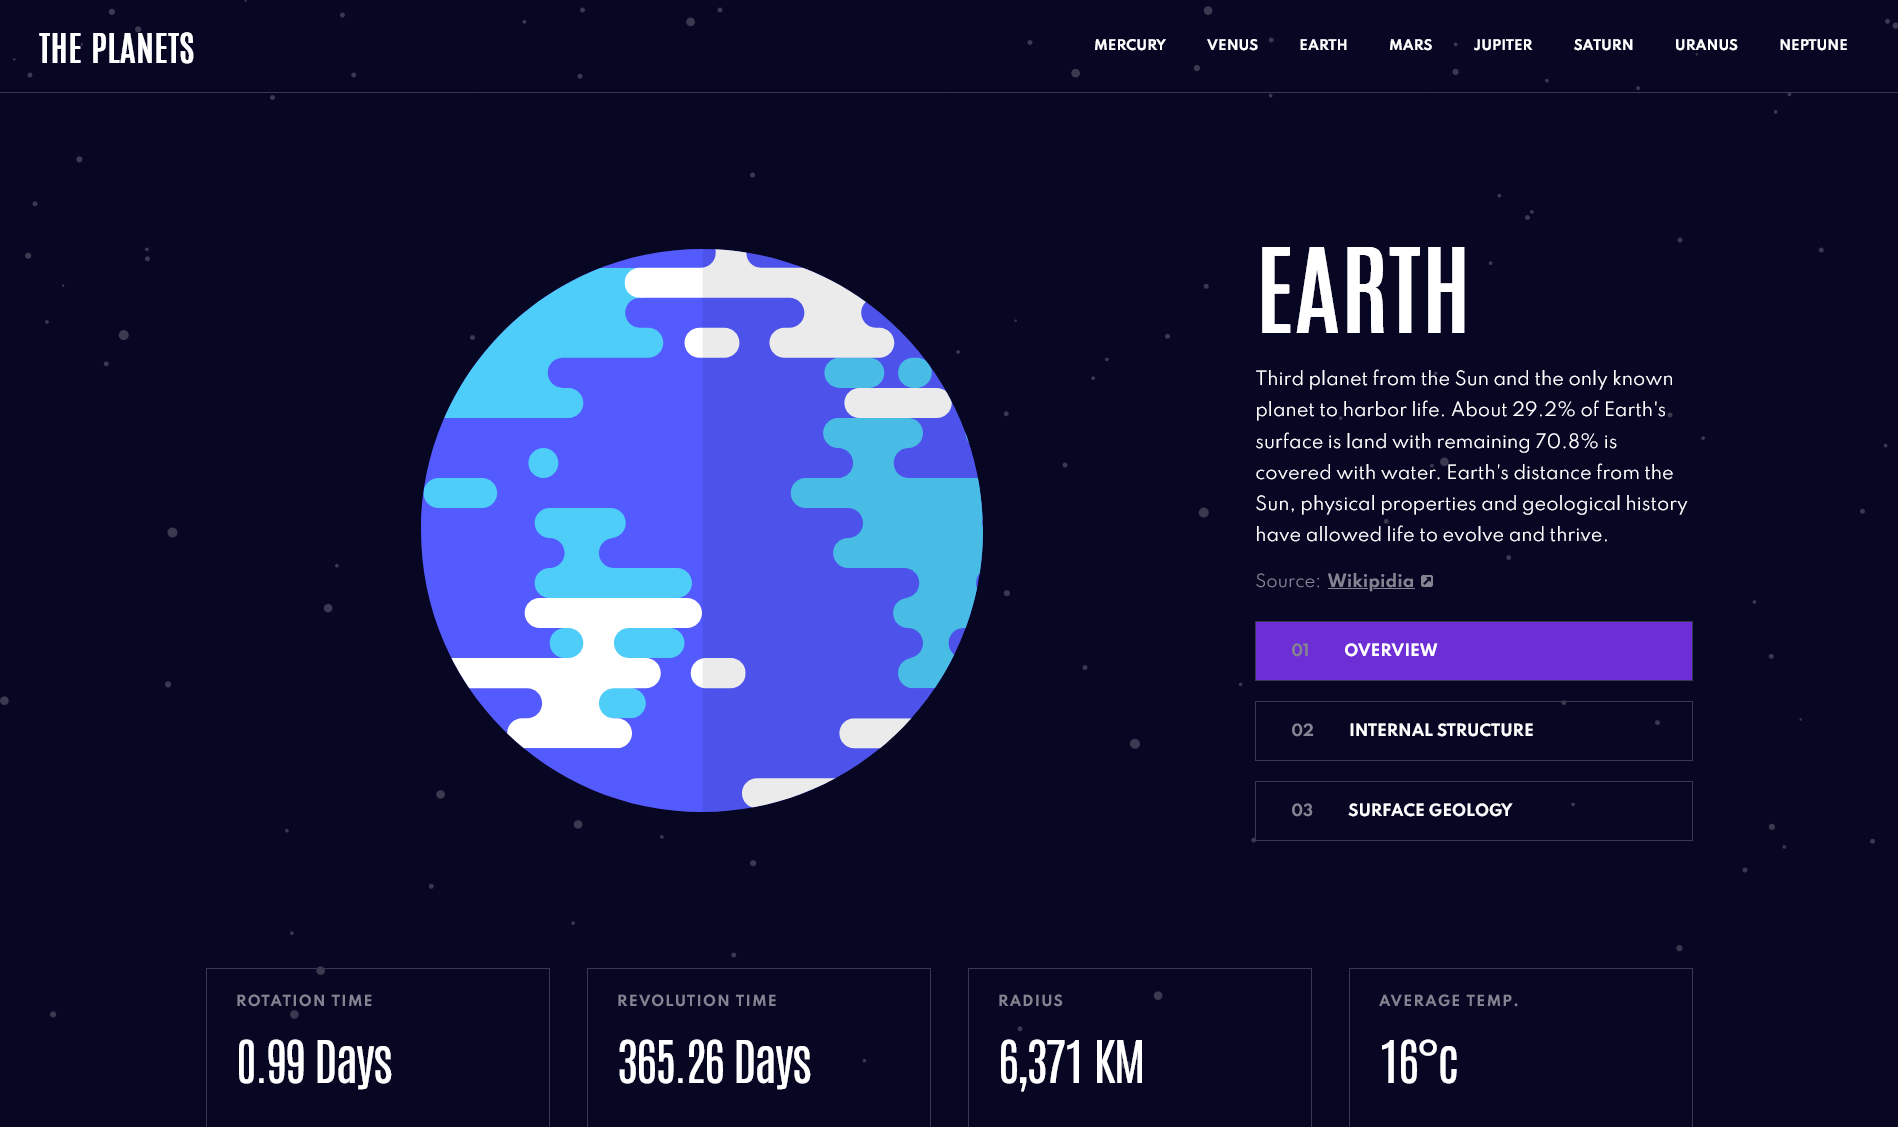 THE PLANETS
MERCURY VENUS EARTH MARS JUPITER SATURN URANUS NEPTUNE
EARTH
Third planet from the Sun and the only known
planet to harbor life. About 29.2% of Earth's
surface is land with remaining 70.8% is
covered with water. Earth's distance from the
Sun, physical properties and geological history
have allowed life to evolve and thrive.
Source: Wikipidia
01 OVERVIEW
02 INTERNAL STRUCTURE
03 SURFACE GEOLOGY
ROTATION TIME
0.99 Days
REVOLUTION TIME
365.26 Days
RADIUS
6,371 KM
AVERAGE TEMP.
16°c